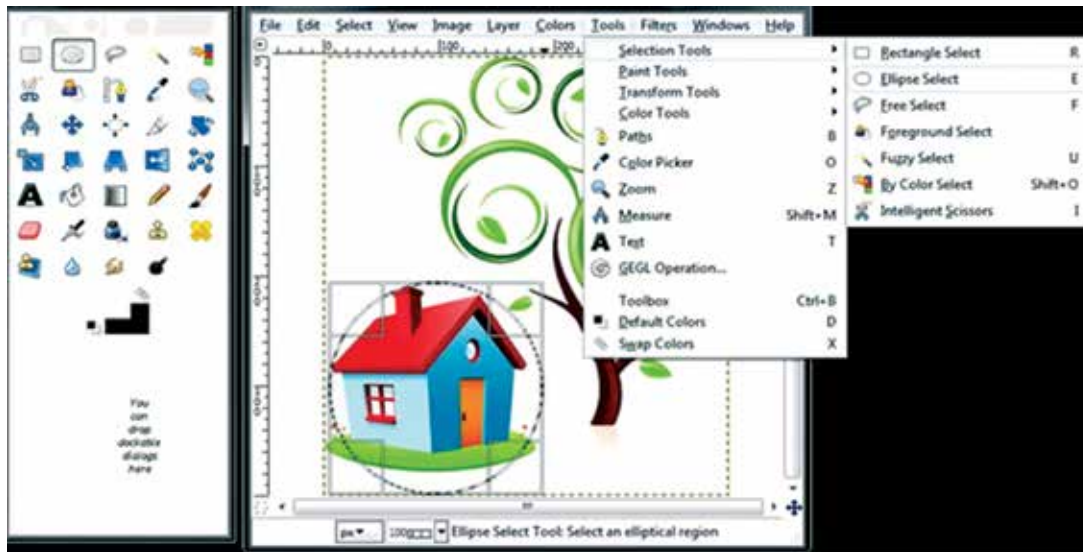 File Edit Select View Image Layer Colors Tools Filters Windows Help
0 100 200
Selection Tools
Paint Tools
Transform Tools
Color Tools
Paths B
Color Picker O
Zoom Z
Measure Shift+M
Text T
GEGL Operation...
Toolbox Ctrl+B
Default Colors D
Swap Colors X
Rectangle Select R
Ellipse Select E
Free Select F
Foreground Select
Fuzzy Select U
By Color Select Shift+O
Intelligent Scissors I
You
can
drop
dockable
dialogs
here
px Ellipse Select Tool: Select an elliptical region